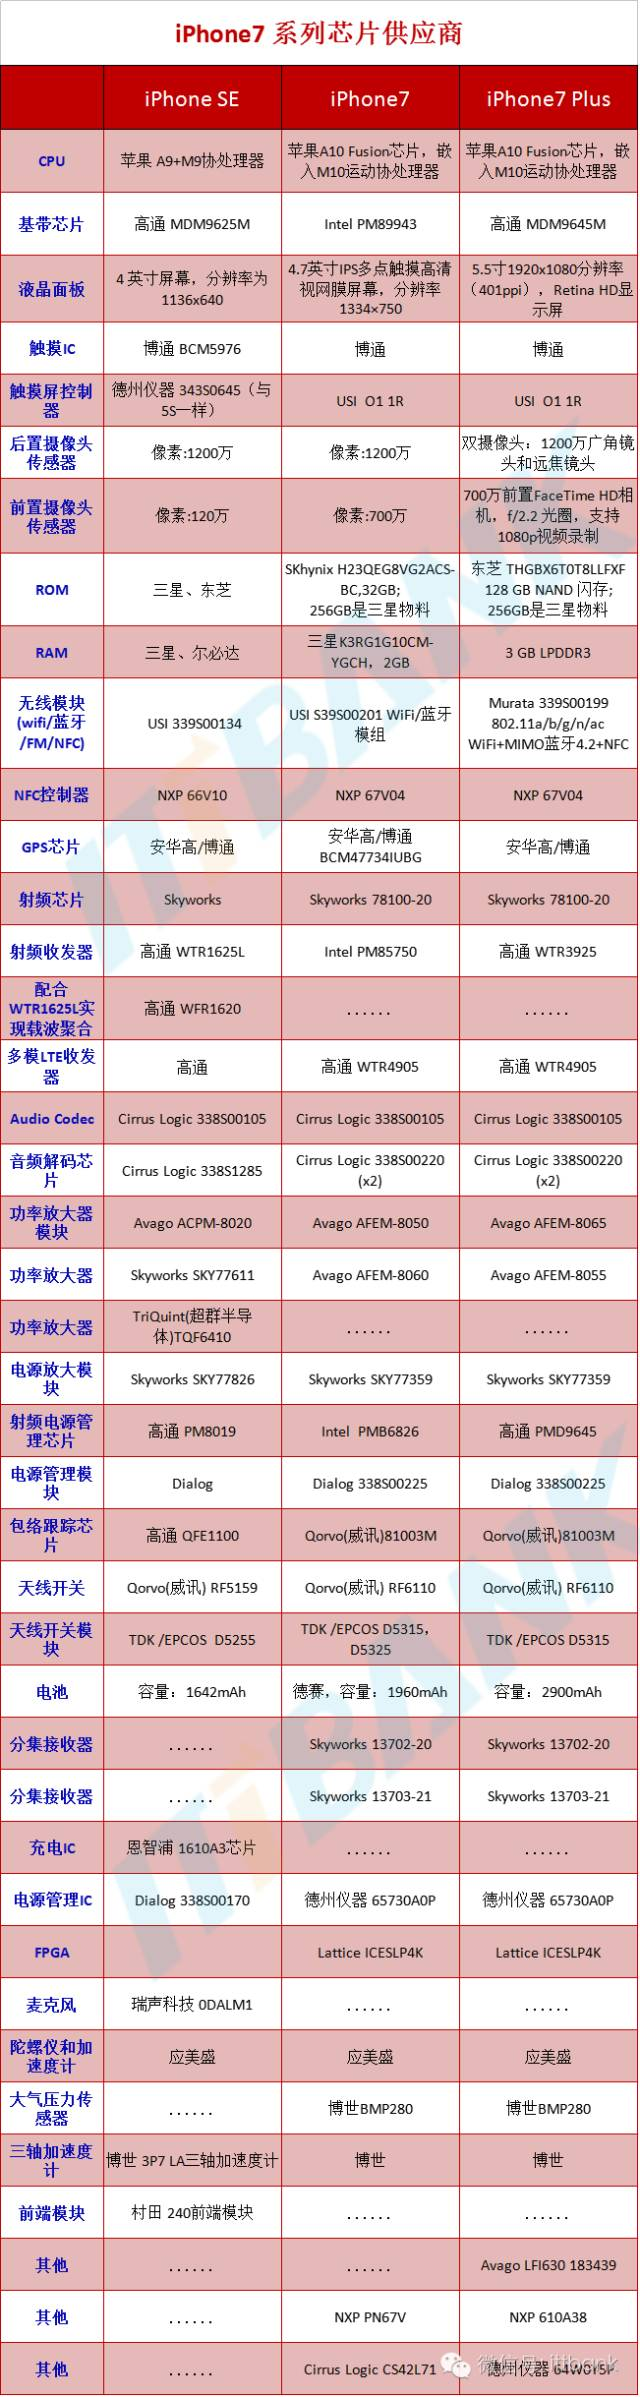 iPhone7 系列芯片供应商
iPhone SE iPhone7 iPhone7 Plus
CPU 苹果 A9+M9协处理器 苹果A10 Fusion芯片，嵌入M10运动协处理器 苹果A10 Fusion芯片，嵌入M10运动协处理器
基带芯片 高通 MDM9625M Intel PM89943 高通 MDM9645M
液晶面板 4 英寸屏幕，分辨率为1136x640 4.7英寸IPS多点触摸高清视网膜屏幕，分辨率1334×750 5.5寸1920x1080分辨率（401ppi），Retina HD显示屏
触摸IC 博通 BCM5976 博通 博通
触摸屏控制器 德州仪器 343S0645（与5S一样） USI O1 1R USI O1 1R
后置摄像头传感器 像素:1200万 像素:1200万 双摄像头：1200万广角镜头和远焦镜头
前置摄像头传感器 像素:120万 像素:700万 700万前置FaceTime HD相机，f/2.2 光圈，支持1080p视频录制
ROM 三星、东芝 SKhynix H23QEG8VG2ACS-BC,32GB; 256GB是三星物料 东芝 THGBX6T0T8LLFXF 128 GB NAND 闪存; 256GB是三星物料
RAM 三星、尔必达 三星K3RG1G10CM-YGCH，2GB 3 GB LPDDR3
无线模块(wifi/蓝牙/FM/NFC) USI 339S00134 USI S39S00201 WiFi/蓝牙模组 Murata 339S00199 802.11a/b/g/n/ac WiFi+MIMO蓝牙4.2+NFC
NFC控制器 NXP 66V10 NXP 67V04 NXP 67V04
GPS芯片 安华高/博通 安华高/博通 BCM47734IUBG 安华高/博通
射频芯片 Skyworks Skyworks 78100-20 Skyworks 78100-20
射频收发器 高通 WTR1625L Intel PM85750 高通 WTR3925
配合WTR1625L实现载波聚合 高通 WFR1620 ...... ......
多模LTE收发器 高通 高通 WTR4905 高通 WTR4905
Audio Codec Cirrus Logic 338S00105 Cirrus Logic 338S00105 Cirrus Logic 338S00105
音频解码芯片 Cirrus Logic 338S1285 Cirrus Logic 338S00220 (x2) Cirrus Logic 338S00220 (x2)
功率放大器模块 Avago ACPM-8020 Avago AFEM-8050 Avago AFEM-8065
功率放大器 Skyworks SKY77611 Avago AFEM-8060 Avago AFEM-8055
功率放大器 TriQuint(超群半导体)TQF6410 ...... ......
电源放大模块 Skyworks SKY77826 Skyworks SKY77359 Skyworks SKY77359
射频电源管理芯片 高通 PM8019 Intel PMB6826 高通 PMD9645
电源管理模块 Dialog Dialog 338S00225 Dialog 338S00225
包络跟踪芯片 高通 QFE1100 Qorvo(威讯)81003M Qorvo(威讯)81003M
天线开关 Qorvo(威讯) RF5159 Qorvo(威讯) RF6110 Qorvo(威讯) RF6110
天线开关模块 TDK /EPCOS D5255 TDK /EPCOS D5315，D5325 TDK /EPCOS D5315
电池 容量：1642mAh 德赛，容量：1960mAh 容量：2900mAh
分集接收器 ...... Skyworks 13702-20 Skyworks 13702-20
分集接收器 ...... Skyworks 13703-21 Skyworks 13703-21
充电IC 恩智浦 1610A3芯片 ...... ......
电源管理IC Dialog 338S00170 德州仪器 65730A0P 德州仪器 65730A0P
FPGA Lattice ICE5LP4K Lattice ICE5LP4K
麦克风 瑞声科技 0DALM1 ...... ......
陀螺仪和加速度计 应美盛 应美盛 应美盛
大气压力传感器 ...... 博世BMP280 博世BMP280
三轴加速度计 博世 3P7 LA三轴加速度计 博世 博世
前端模块 村田 240前端模块 ...... ......
其他 ...... ...... Avago LFI630 183439
其他 ...... NXP PN67V NXP 610A38
其他 ...... Cirrus Logic CS42L71 德州仪器 64W0I5P
微信号: ittbank
ITiBANK
ITiBANK